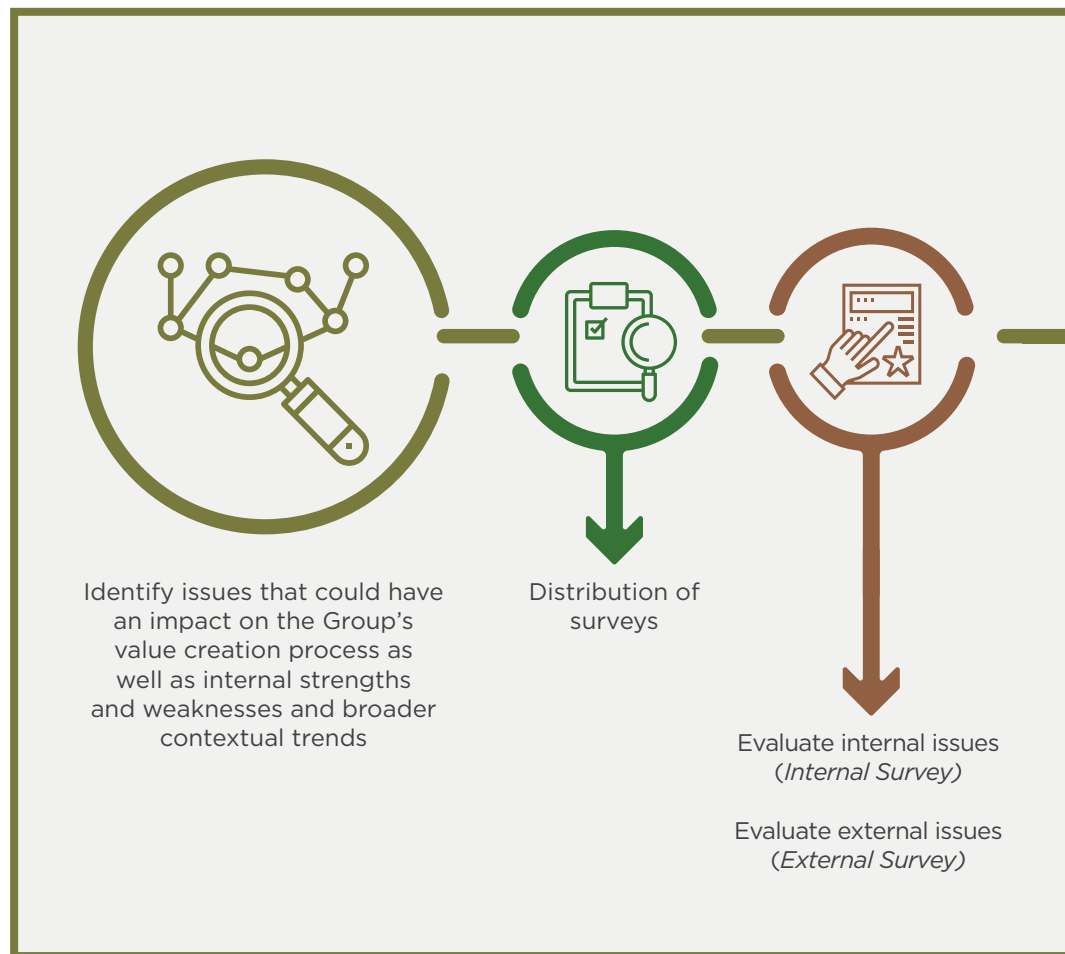 Identify issues that could have
an impact on the Group’s
value creation process as
well as internal strengths
and weaknesses and broader
contextual trends
Distribution of
surveys
Evaluate internal issues
(Internal Survey)
Evaluate external issues
(External Survey)